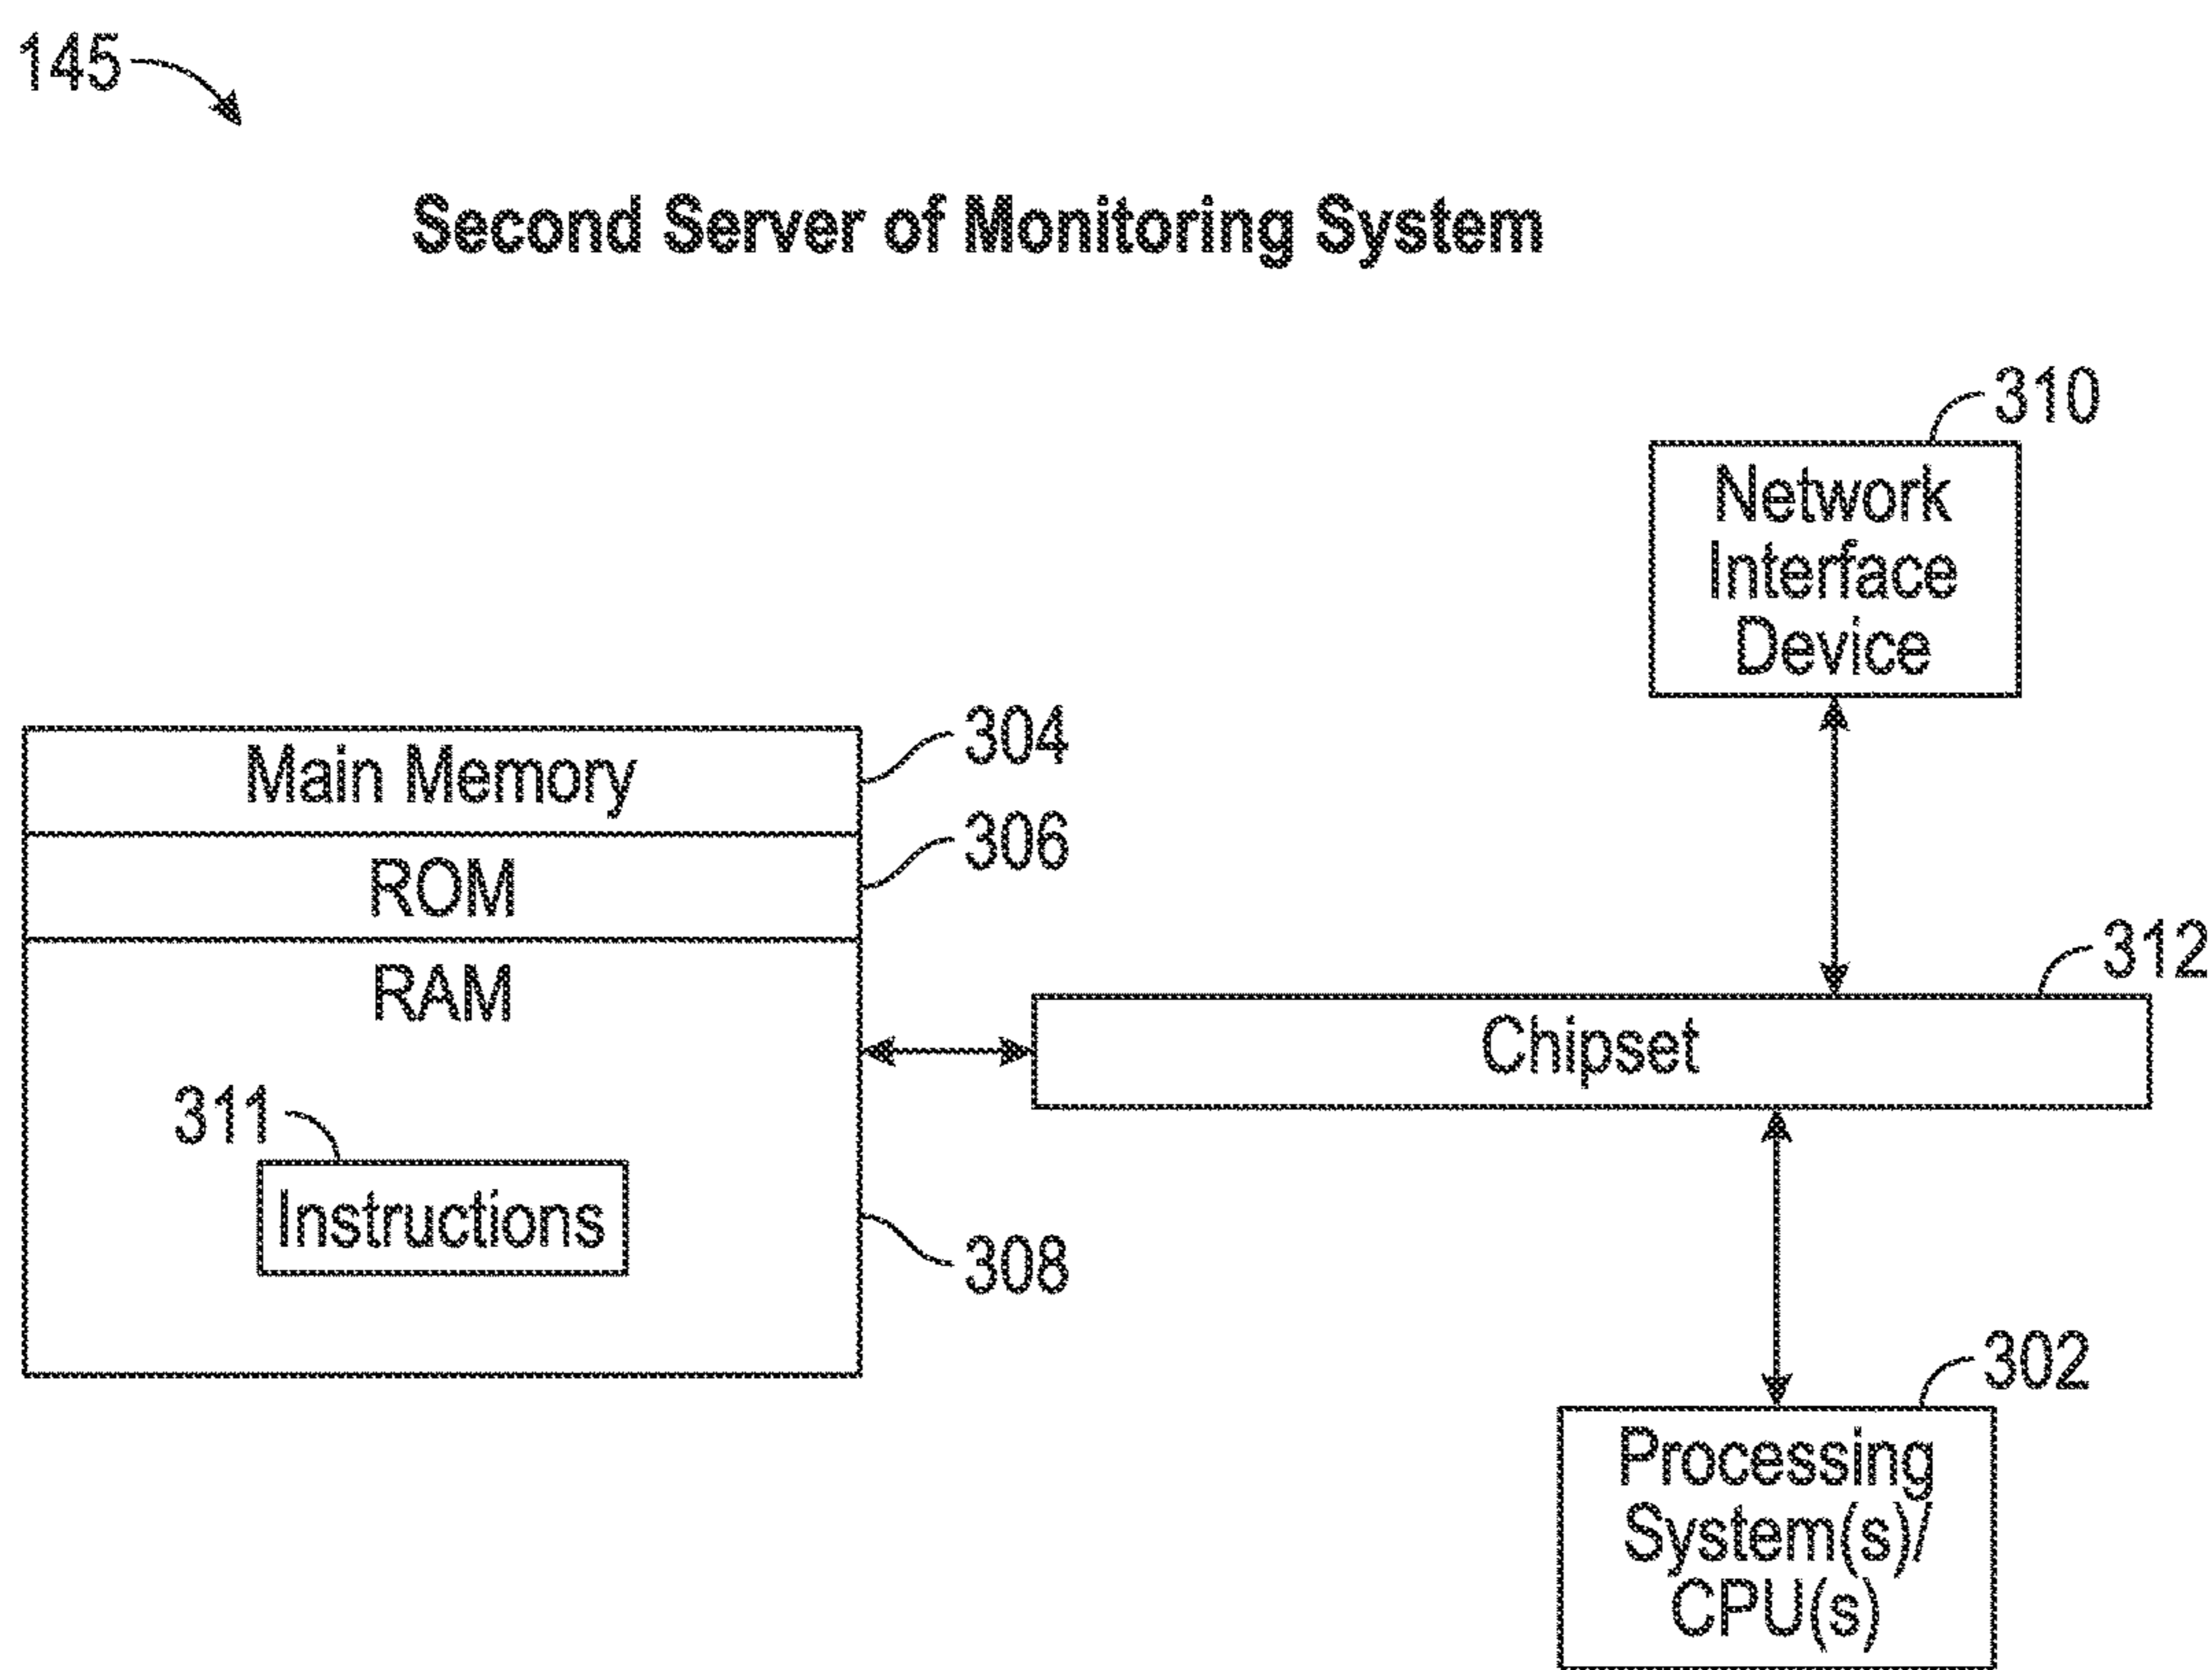 145
Second Server of Monitoring System
310
Network
Interface
Device
304
Main Memory
306
ROM
RAM
312
Chipset
311
Instructions
308
302
Processing
System(s)/
CPU(s)